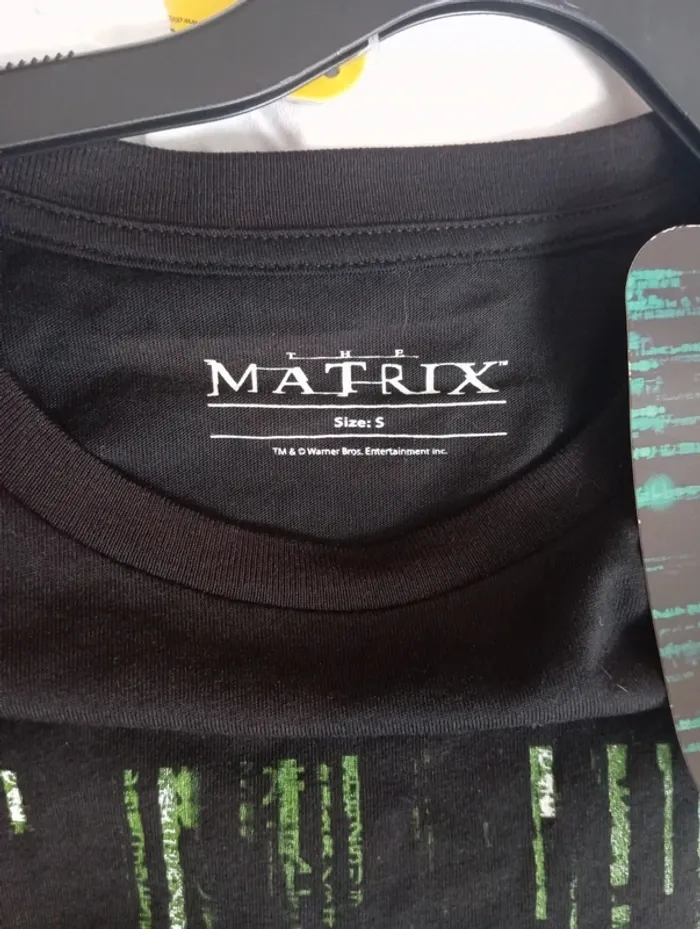 THE
MATRIX™
Size: S
TM & © Warner Bros. Entertainment Inc.